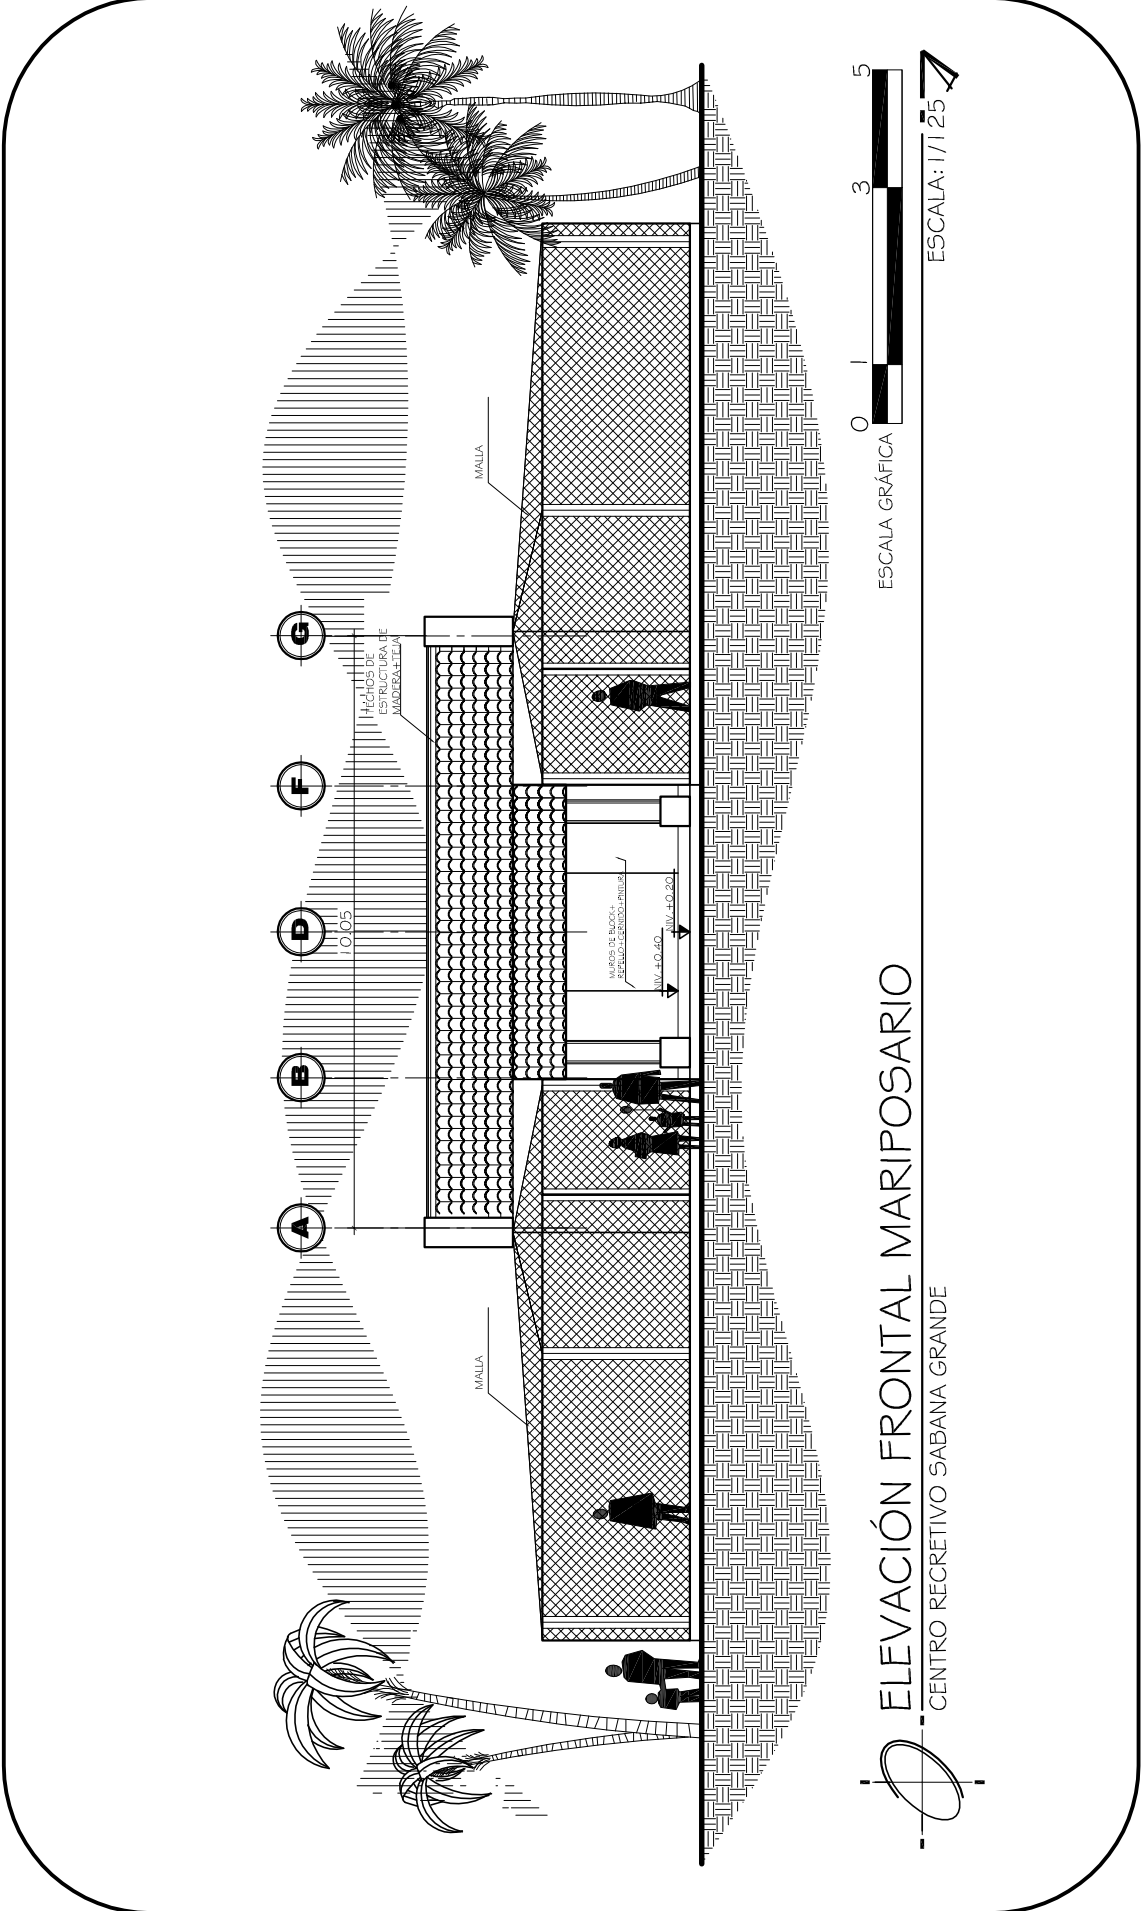 A
B
D
F
G
10.05
TECHOS DE
ESTRUCTURA DE
MADERA+TEJA
MALLA
MALLA
MUROS DE BLOCK+
REPELLO+CERNIDO+PINTURA
NIV. +0.40
NIV. +0.20
ELEVACIÓN FRONTAL MARIPOSARIO
CENTRO RECRETIVO SABANA GRANDE
ESCALA GRÁFICA
0 1 3 5
ESCALA: 1/125